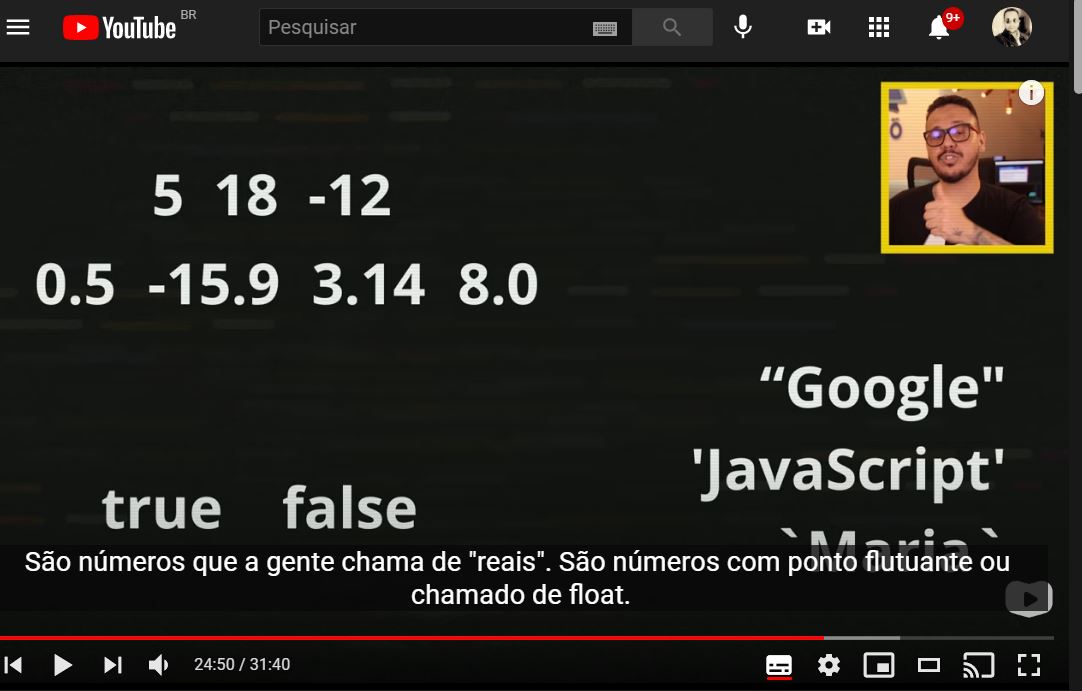 YouTube BR
Pesquisar
9+
5 18 -12
0.5 -15.9 3.14 8.0
“Google"
'JavaScript'
true false
`Maria`
São números que a gente chama de "reais". São números com ponto flutuante ou
chamado de float.
24:50 / 31:40